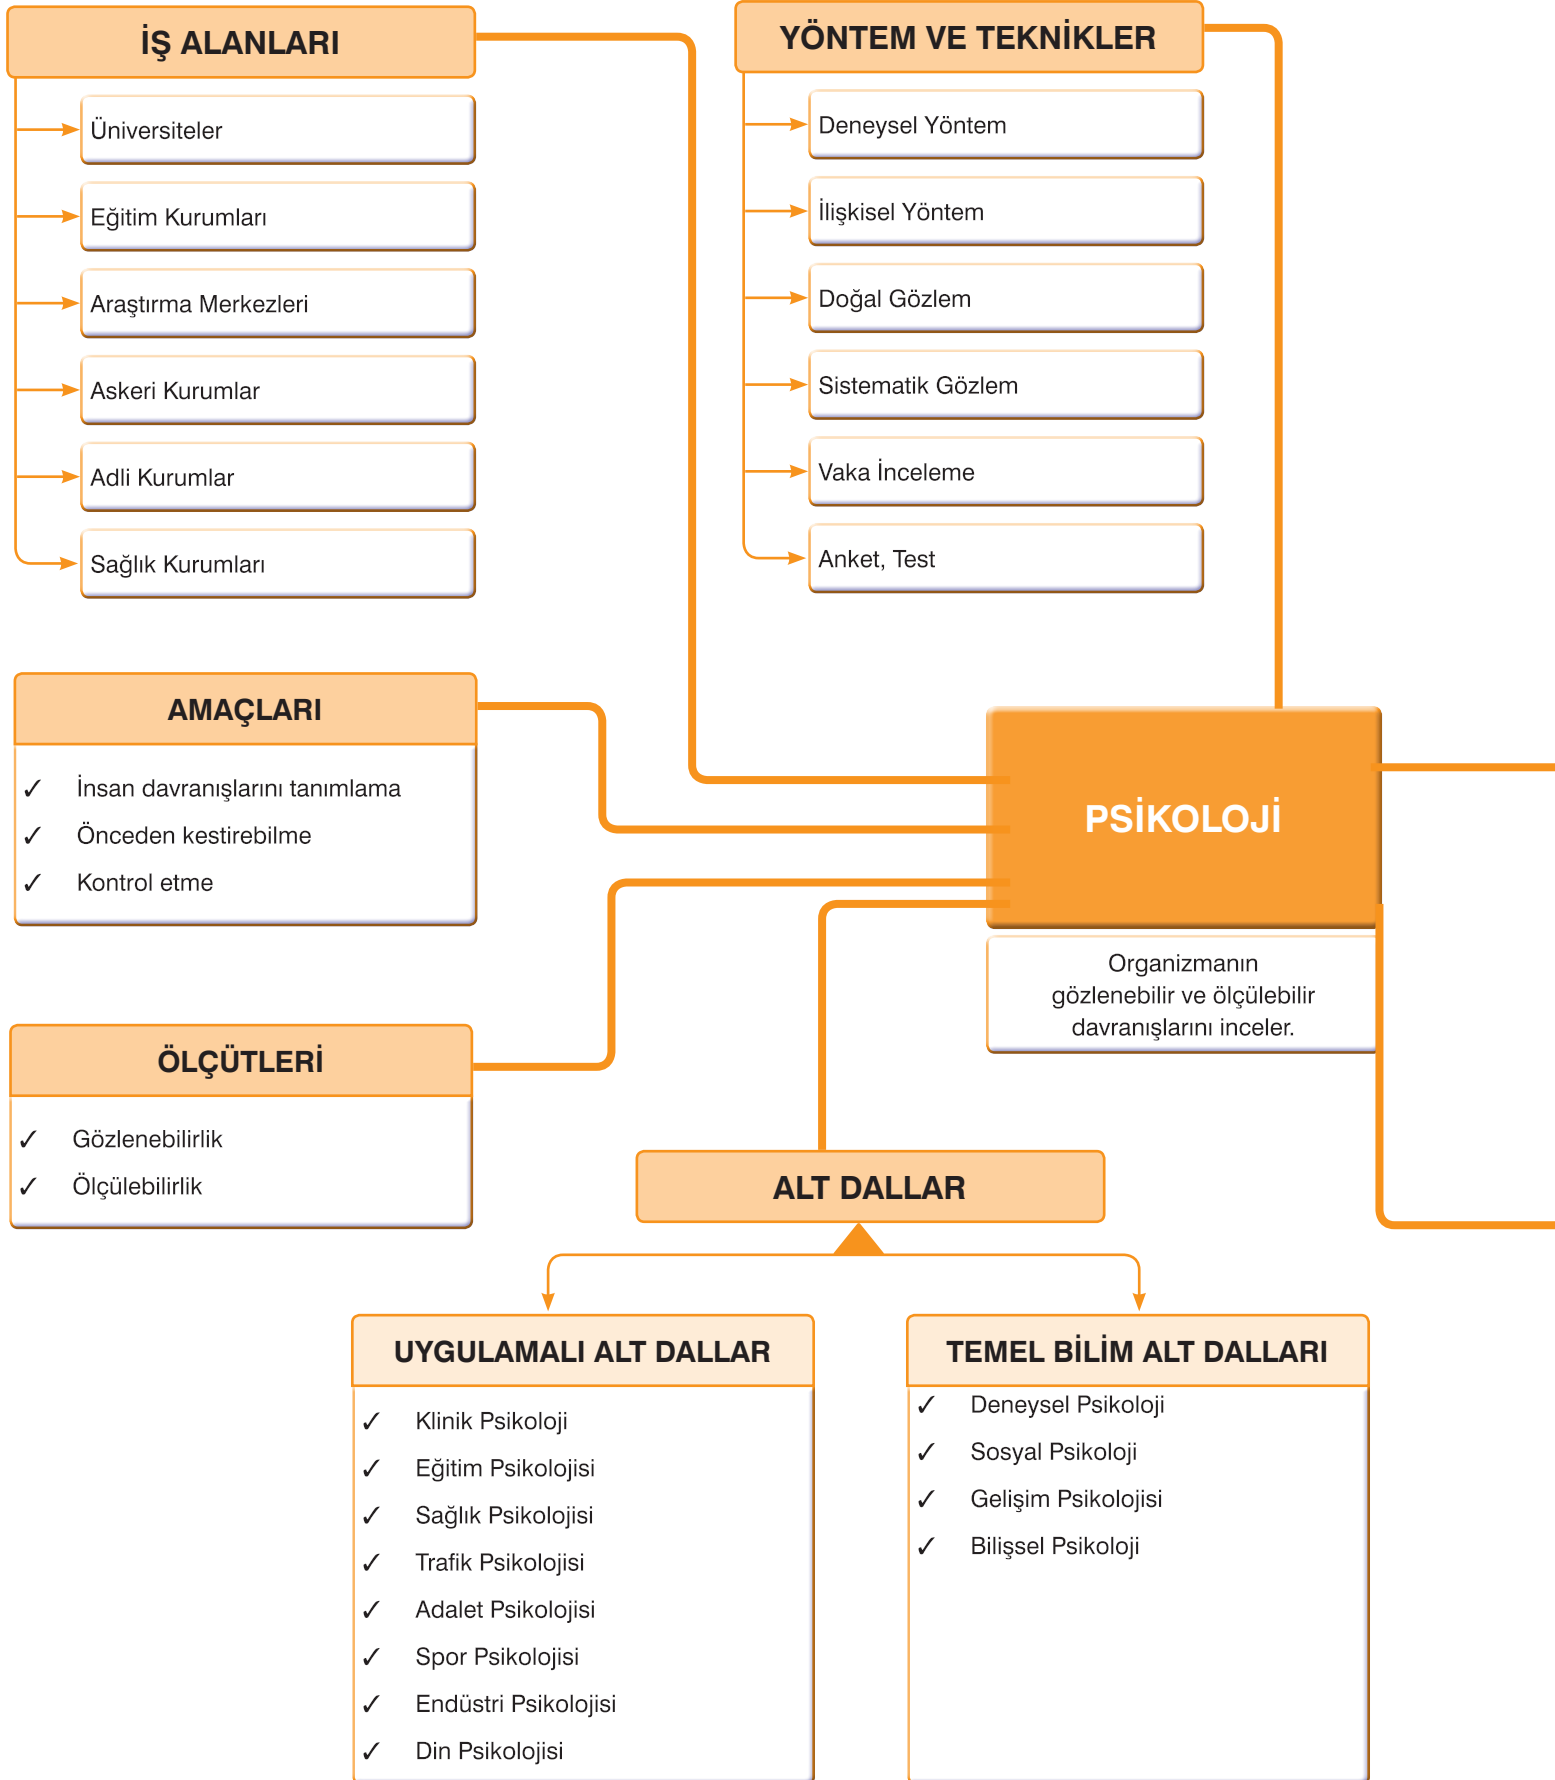 İŞ ALANLARI
Üniversiteler
Eğitim Kurumları
Araştırma Merkezleri
Askeri Kurumlar
Adli Kurumlar
Sağlık Kurumları
YÖNTEM VE TEKNİKLER
Deneysel Yöntem
İlişkisel Yöntem
Doğal Gözlem
Sistematik Gözlem
Vaka İnceleme
Anket, Test
AMAÇLARI
✓ İnsan davranışlarını tanımlama
✓ Önceden kestirebilme
✓ Kontrol etme
PSİKOLOJİ
Organizmanın
gözlenebilir ve ölçülebilir
davranışlarını inceler.
ÖLÇÜTLERİ
✓ Gözlenebilirlik
✓ Ölçülebilirlik
ALT DALLAR
UYGULAMALI ALT DALLAR
✓ Klinik Psikoloji
✓ Eğitim Psikolojisi
✓ Sağlık Psikolojisi
✓ Trafik Psikolojisi
✓ Adalet Psikolojisi
✓ Spor Psikolojisi
✓ Endüstri Psikolojisi
✓ Din Psikolojisi
TEMEL BİLİM ALT DALLARI
✓ Deneysel Psikoloji
✓ Sosyal Psikoloji
✓ Gelişim Psikolojisi
✓ Bilişsel Psikoloji